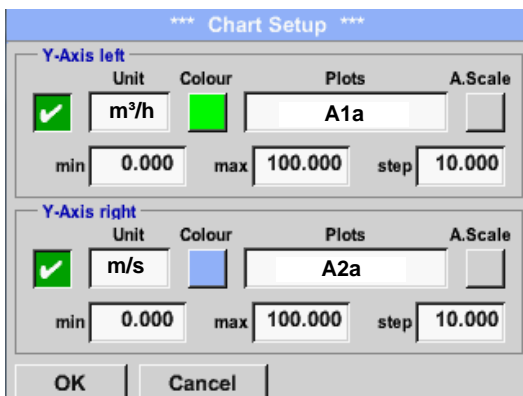 *** Chart Setup ***
Y-Axis left
Unit Colour Plots A.Scale
m³/h A1a
min 0.000 max 100.000 step 10.000
Y-Axis right
Unit Colour Plots A.Scale
m/s A2a
min 0.000 max 100.000 step 10.000
OK Cancel